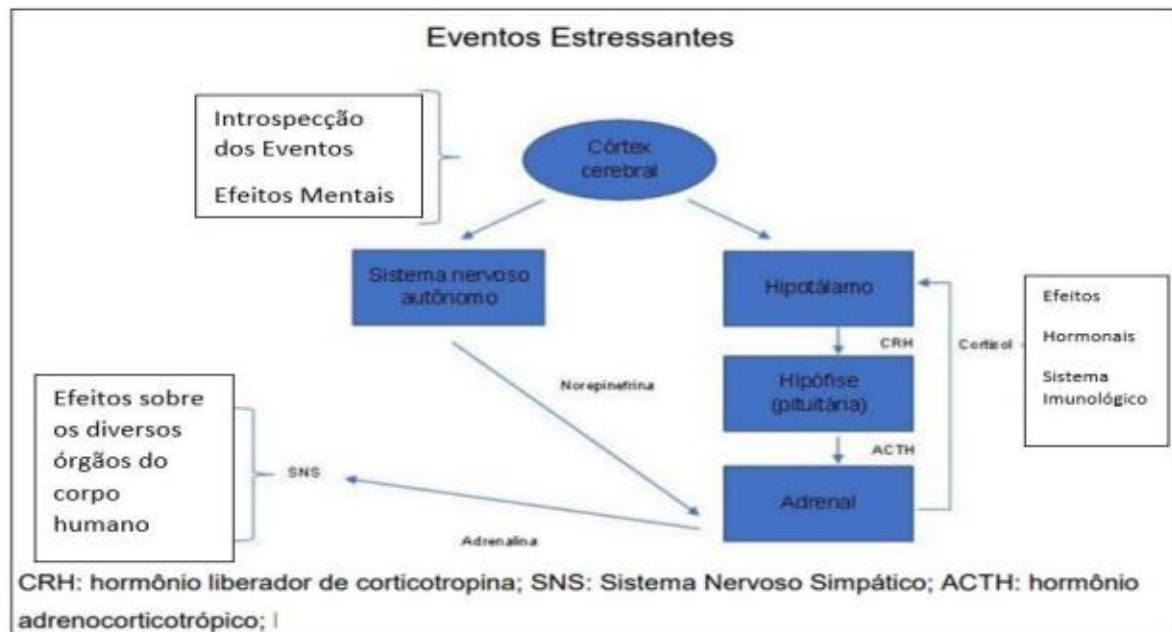 Eventos Estressantes
Introspecção
dos Eventos
Efeitos Mentais
Córtex
cerebral
Sistema nervoso
autônomo
Hipotálamo
CRH
Cortisol
Efeitos
Hormonais
Sistema
Imunológico
Norepinefrina
Hipófise
(pituitária)
ACTH
Efeitos sobre
os diversos
órgãos do
corpo
humano
SNS
Adrenal
Adrenalina
CRH: hormônio liberador de corticotropina; SNS: Sistema Nervoso Simpático; ACTH: hormônio
adrenocorticotrópico;